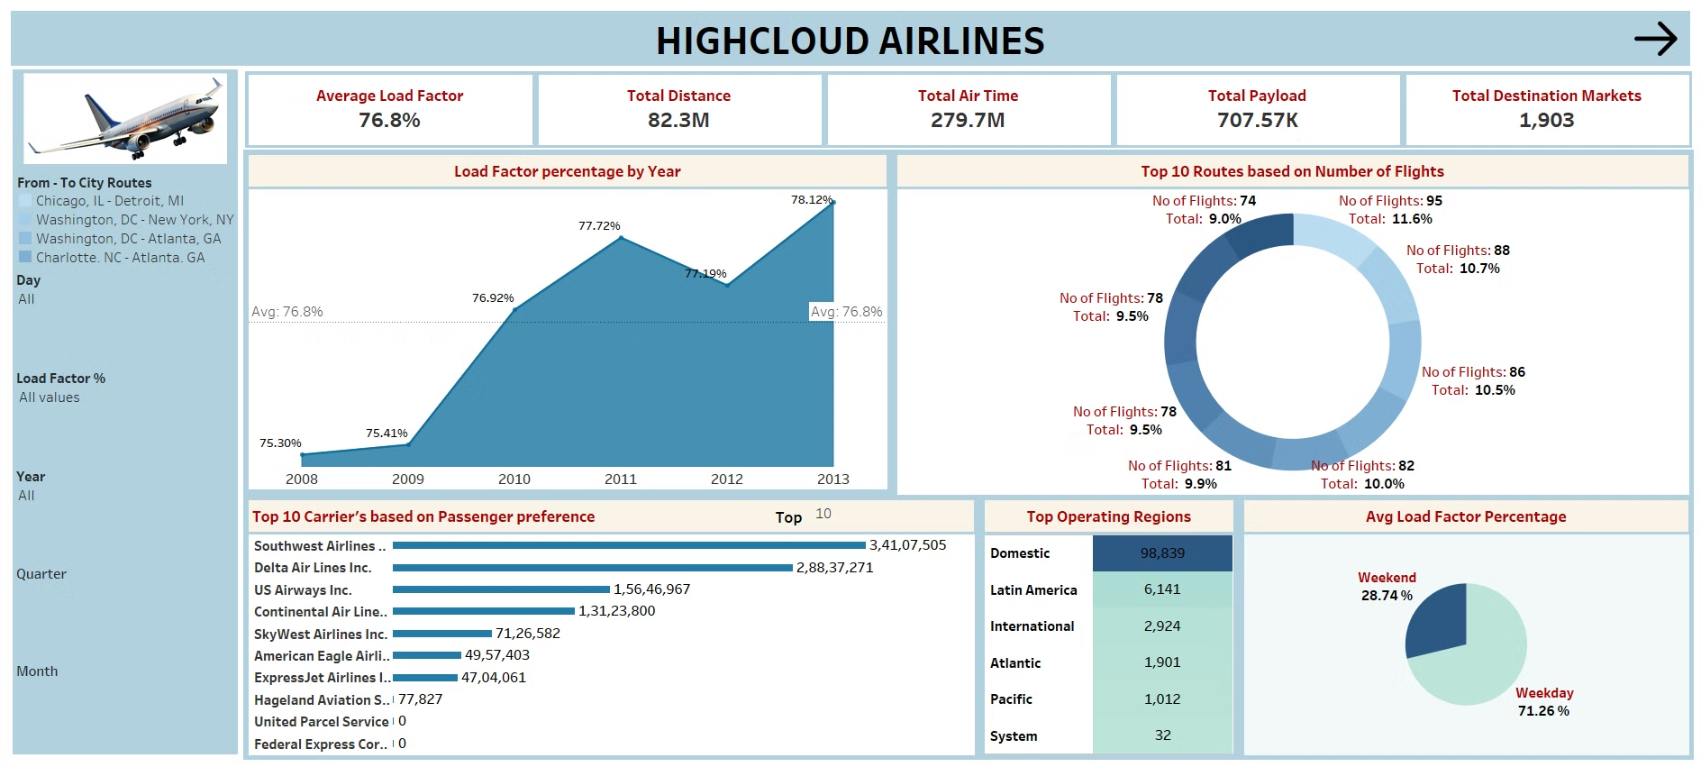 HIGHCLOUD AIRLINES
Average Load Factor
76.8%
Total Distance
82.3M
Total Air Time
279.7M
Total Payload
707.57K
Total Destination Markets
1,903
From - To City Routes
Chicago, IL - Detroit, MI
Washington, DC - New York, NY
Washington, DC - Atlanta, GA
Charlotte, NC - Atlanta, GA
Day
All
Load Factor %
All values
Year
All
Quarter
Month
Load Factor percentage by Year
78.12%
77.72%
77.19%
76.92%
Avg: 76.8%
Avg: 76.8%
75.41%
75.30%
2008
2009
2010
2011
2012
2013
Top 10 Routes based on Number of Flights
No of Flights: 74
Total: 9.0%
No of Flights: 95
Total: 11.6%
No of Flights: 88
Total: 10.7%
No of Flights: 78
Total: 9.5%
No of Flights: 86
Total: 10.5%
No of Flights: 78
Total: 9.5%
No of Flights: 81
Total: 9.9%
No of Flights: 82
Total: 10.0%
Top 10 Carrier's based on Passenger preference
Top 10
Southwest Airlines .. 3,41,07,505
Delta Air Lines Inc. 2,88,37,271
US Airways Inc. 1,56,46,967
Continental Air Line.. 1,31,23,800
SkyWest Airlines Inc. 71,26,582
American Eagle Airli.. 49,57,403
ExpressJet Airlines I.. 47,04,061
Hageland Aviation S.. 77,827
United Parcel Service 0
Federal Express Cor.. 0
Top Operating Regions
Domestic 98,839
Latin America 6,141
International 2,924
Atlantic 1,901
Pacific 1,012
System 32
Avg Load Factor Percentage
Weekend
28.74 %
Weekday
71.26 %